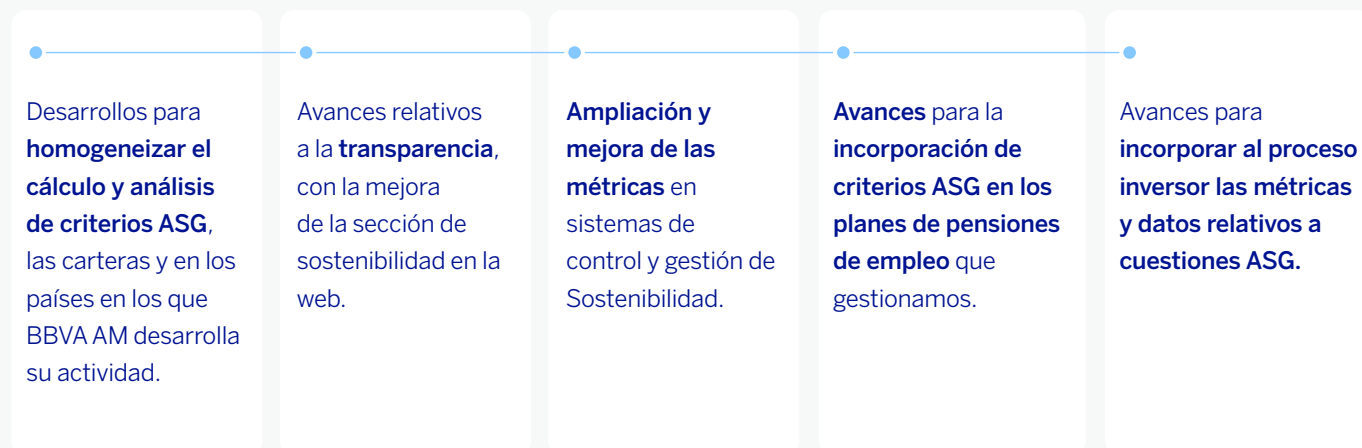 Desarrollos para
homogeneizar el
cálculo y análisis
de criterios ASG,
las carteras y en los
países en los que
BBVA AM desarrolla
su actividad.
Avances relativos
a la transparencia,
con la mejora
de la sección de
sostenibilidad en la
web.
Ampliación y
mejora de las
métricas en
sistemas de
control y gestión de
Sostenibilidad.
Avances para la
incorporación de
criterios ASG en los
planes de pensiones
de empleo que
gestionamos.
Avances para
incorporar al proceso
inversor las métricas
y datos relativos a
cuestiones ASG.